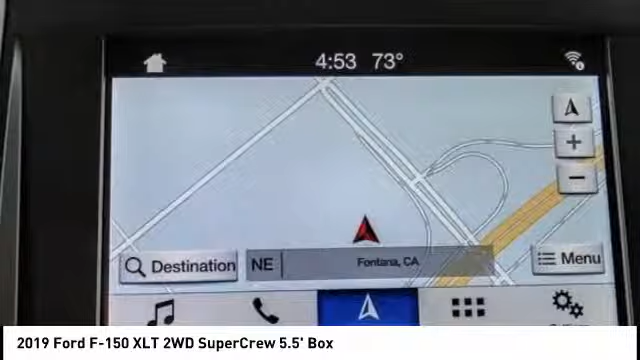 4:53 73°
Destination
NE
Fontana, CA
Menu
2019 Ford F-150 XLT 2WD SuperCrew 5.5' Box